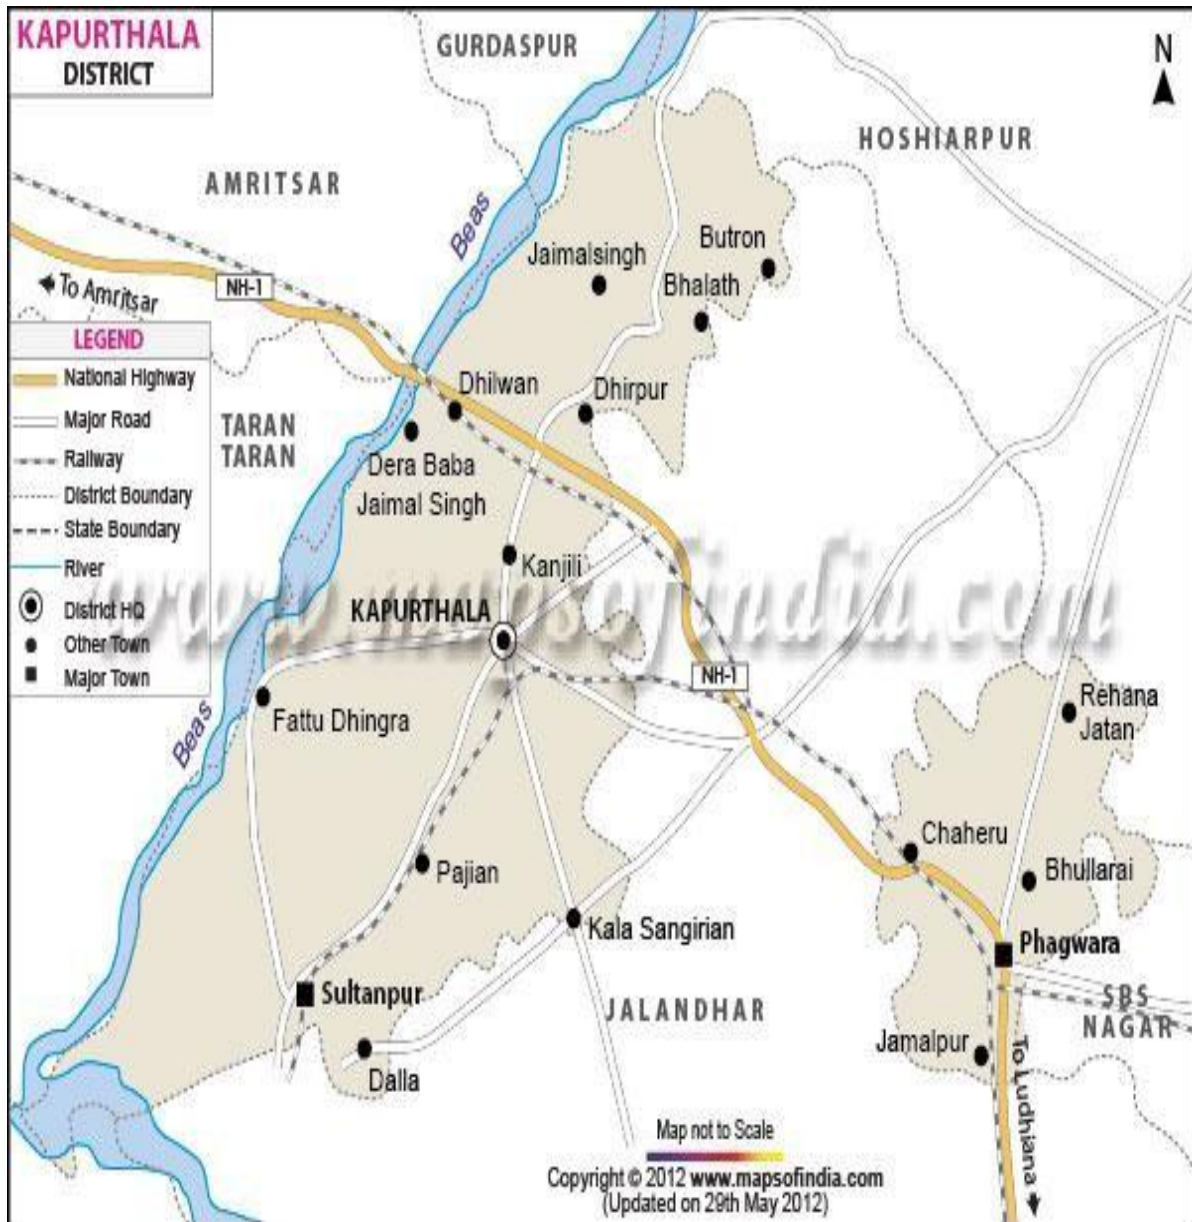 KAPURTHALA
DISTRICT
GURDASPUR
N
HOSHIARPUR
AMRITSAR
Beas
Butron
Jaimalsingh
Bhalath
NH-1
To Amritsar
LEGEND
National Highway
Major Road
Railway
District Boundary
State Boundary
River
District HQ
Other Town
Major Town
Dhilwan
Dhirpur
TARAN
TARAN
Dera Baba
Jaimal Singh
Kanjili
www.mapsofindia.com
KAPURTHALA
NH-1
Rehana
Jatan
Fattu Dhingra
Beas
Chaheru
Pajian
Bhullarai
Kala Sangirian
Phagwara
Sultanpur
JALANDHAR
SBS
NAGAR
Jamalpur
Dalla
To Ludhiana
Map not to Scale
Copyright © 2012 www.mapsofindia.com
(Updated on 29th May 2012)